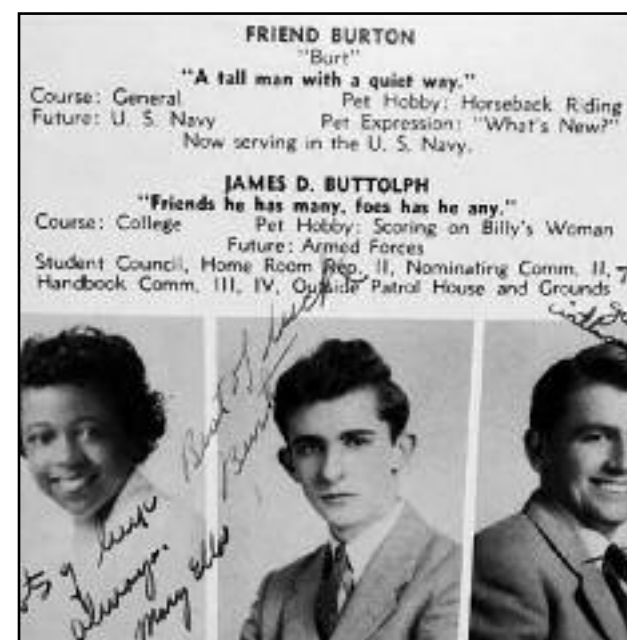 FRIEND BURTON
"Burt"
"A tall man with a quiet way."
Course: General Pet Hobby: Horseback Riding
Future: U. S. Navy Pet Expression: "What's New?"
Now serving in the U. S. Navy.
JAMES D. BUTTOLPH
"Friends he has many, foes has he any."
Course: College Pet Hobby: Scoring on Billy's Woman
Future: Armed Forces
Student Council, Home Room Rep. II, Nominating Comm. II,
Handbook Comm. III, IV, Outside Patrol House and Grounds
Best of Luck
Burt
of luck
always.
Mary Ellen